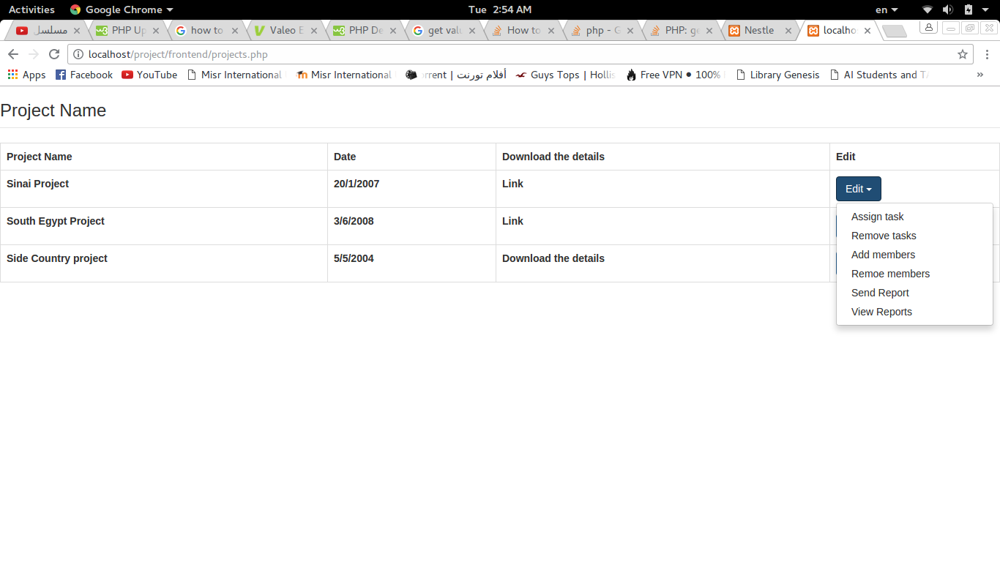 Activities Google Chrome Tue 2:54 AM en
مسلسل PHP Up how to Valeo E PHP De get valu How to php - G PHP: ge Nestle localho
localhost/project/frontend/projects.php
Apps Facebook YouTube Misr International Misr International orrent | أفلام تورنت Guys Tops | Hollis Free VPN ● 100% Library Genesis AI Students and TA »
Project Name
Project Name Date Download the details Edit
Sinai Project 20/1/2007 Link Edit
Assign task
South Egypt Project 3/6/2008 Link
Remove tasks
Add members
Side Country project 5/5/2004 Download the details
Remoe members
Send Report
View Reports